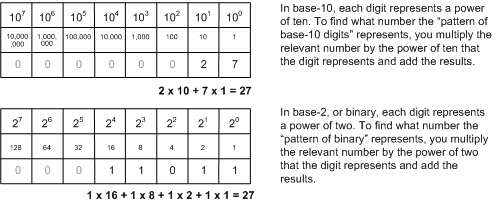 10⁷ 10⁶ 10⁵ 10⁴ 10³ 10² 10¹ 10⁰
10,000 ,000 1,000, 000 100,000 10,000 1,000 100 10 1
0 0 0 0 0 0 2 7
2 x 10 + 7 x 1 = 27
In base-10, each digit represents a power
of ten. To find what number the “pattern of
base-10 digits” represents, you multiply the
relevant number by the power of ten that
the digit represents and add the results.
2⁷ 2⁶ 2⁵ 2⁴ 2³ 2² 2¹ 2⁰
128 64 32 16 8 4 2 1
0 0 0 1 1 0 1 1
1 x 16 + 1 x 8 + 1 x 2 + 1 x 1 = 27
In base-2, or binary, each digit represents
a power of two. To find what number the
“pattern of binary” represents, you multiply
the relevant number by the power of two
that the digit represents and add the
results.